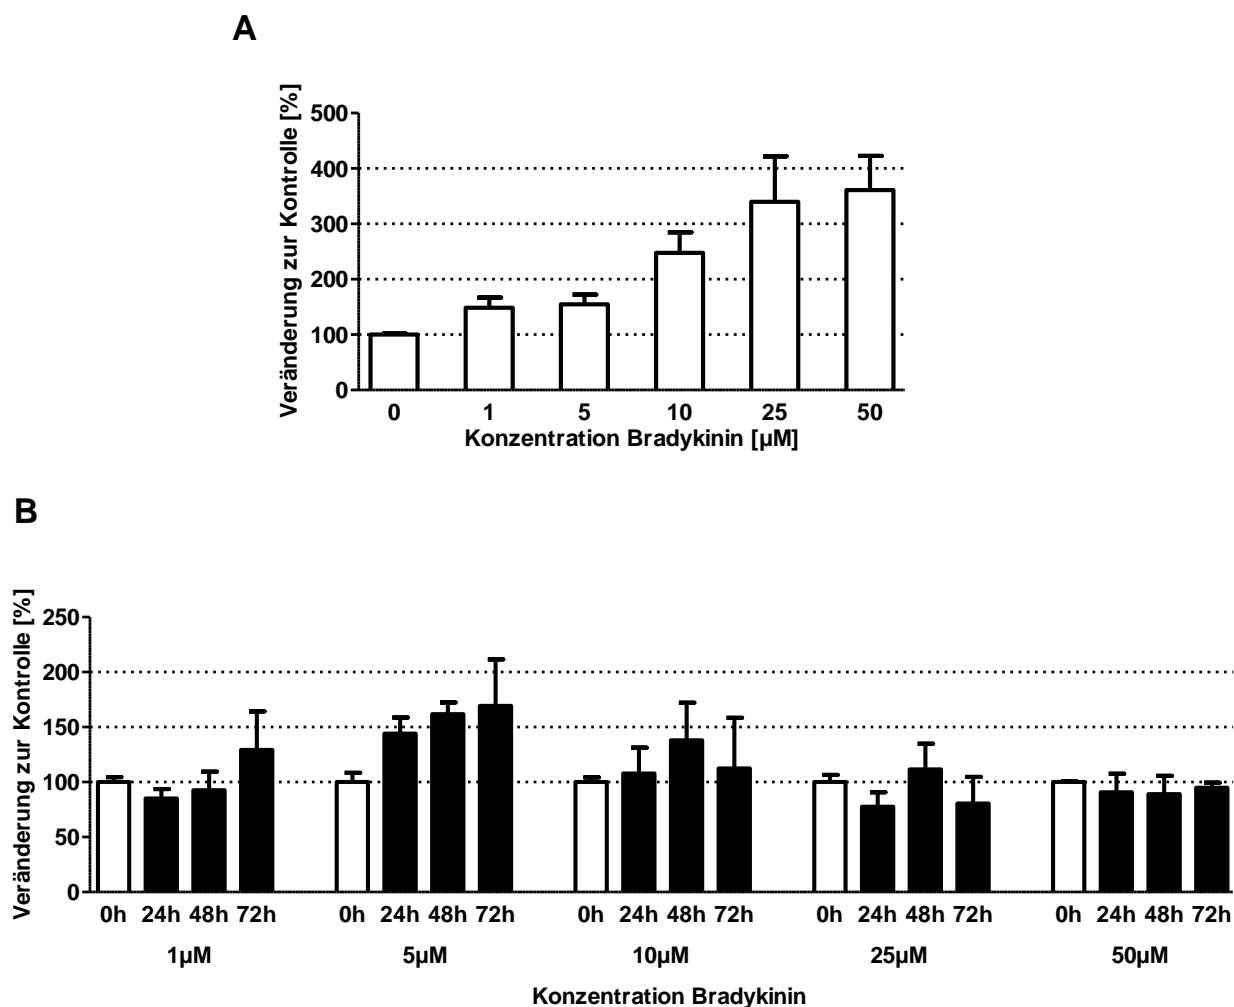 A
Veränderung zur Kontrolle [%]
500
400
300
200
100
0
0 1 5 10 25 50
Konzentration Bradykinin [µM]
B
Veränderung zur Kontrolle [%]
250
200
150
100
50
0
0h 24h 48h 72h 0h 24h 48h 72h 0h 24h 48h 72h 0h 24h 48h 72h 0h 24h 48h 72h
1µM 5µM 10µM 25µM 50µM
Konzentration Bradykinin